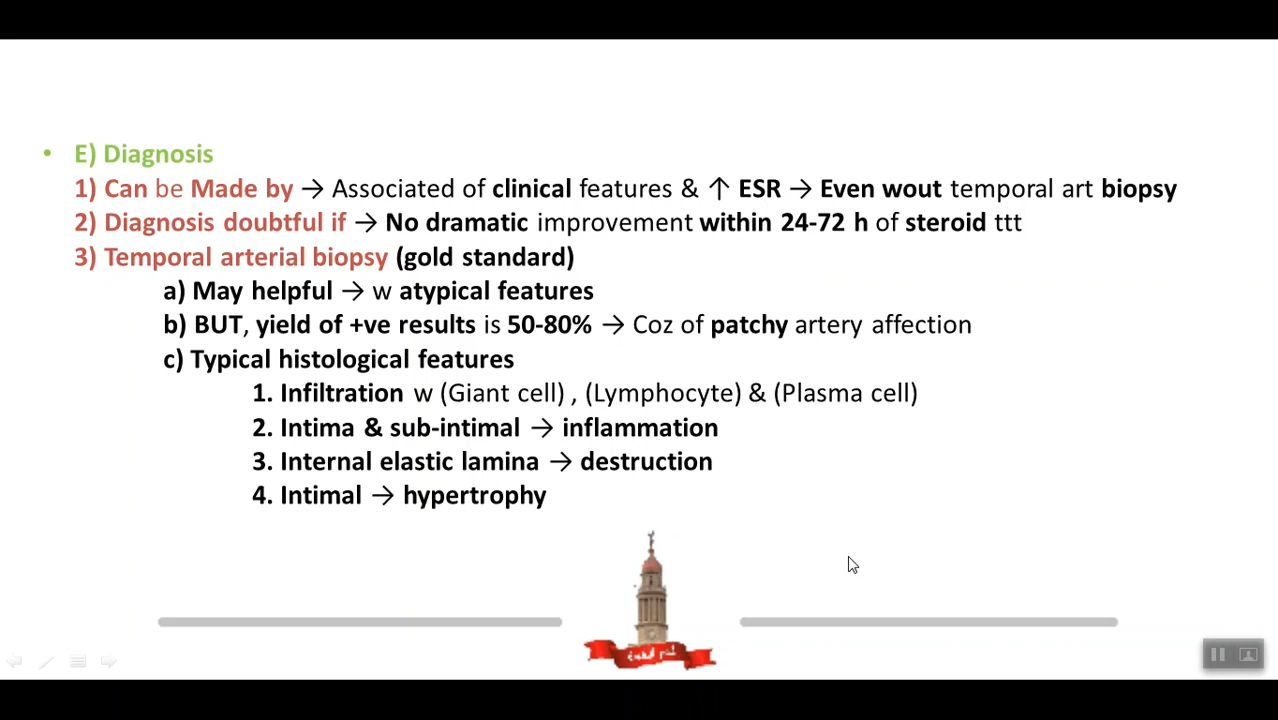 • E) Diagnosis
1) Can be Made by → Associated of clinical features & ↑ ESR → Even wout temporal art biopsy
2) Diagnosis doubtful if → No dramatic improvement within 24-72 h of steroid ttt
3) Temporal arterial biopsy (gold standard)
a) May helpful → w atypical features
b) BUT, yield of +ve results is 50-80% → Coz of patchy artery affection
c) Typical histological features
1. Infiltration w (Giant cell) , (Lymphocyte) & (Plasma cell)
2. Intima & sub-intimal → inflammation
3. Internal elastic lamina → destruction
4. Intimal → hypertrophy